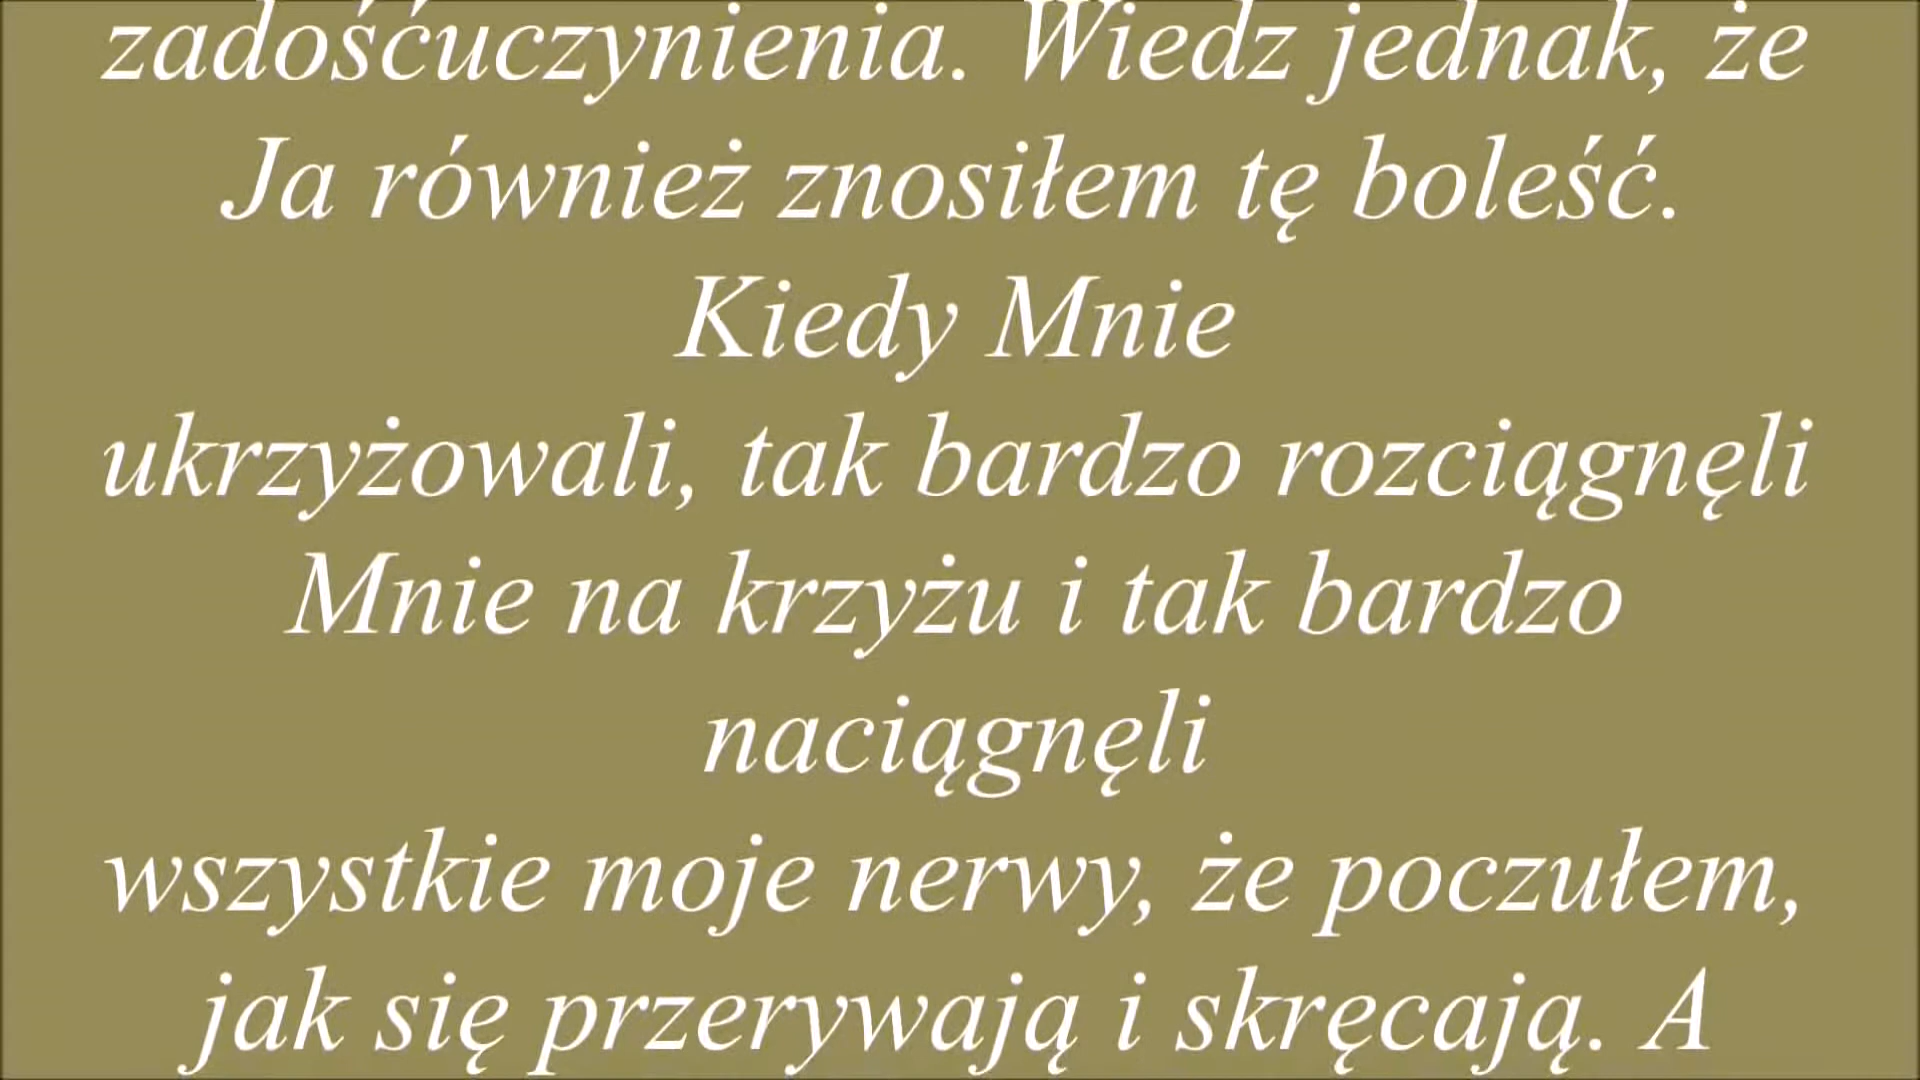 zadośćuczynienia. Wiedz jednak, że
Ja również znosiłem tę boleść.
Kiedy Mnie
ukrzyżowali, tak bardzo rozciągnęli
Mnie na krzyżu i tak bardzo
naciągnęli
wszystkie moje nerwy, że poczułem,
jak się przerywają i skręcają. A